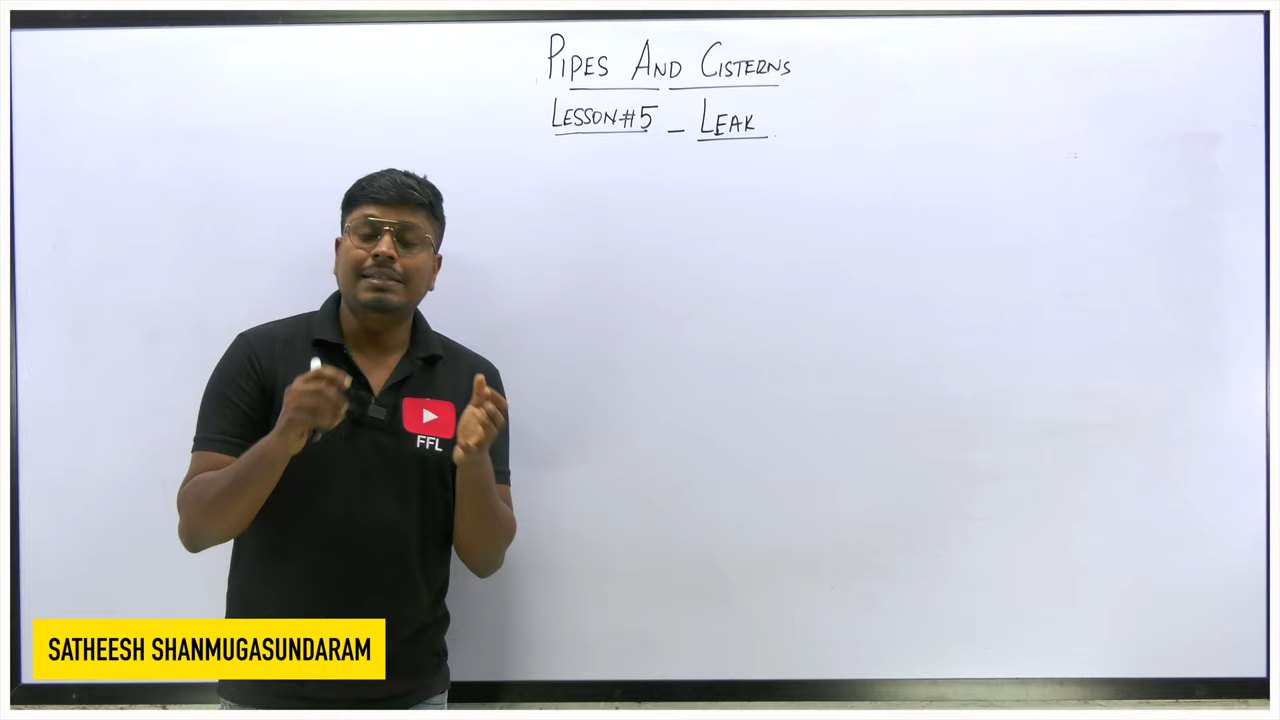 PIPES AND CISTERNS
LESSON#5 - LEAK
FFL
SATHEESH SHANMUGASUNDARAM